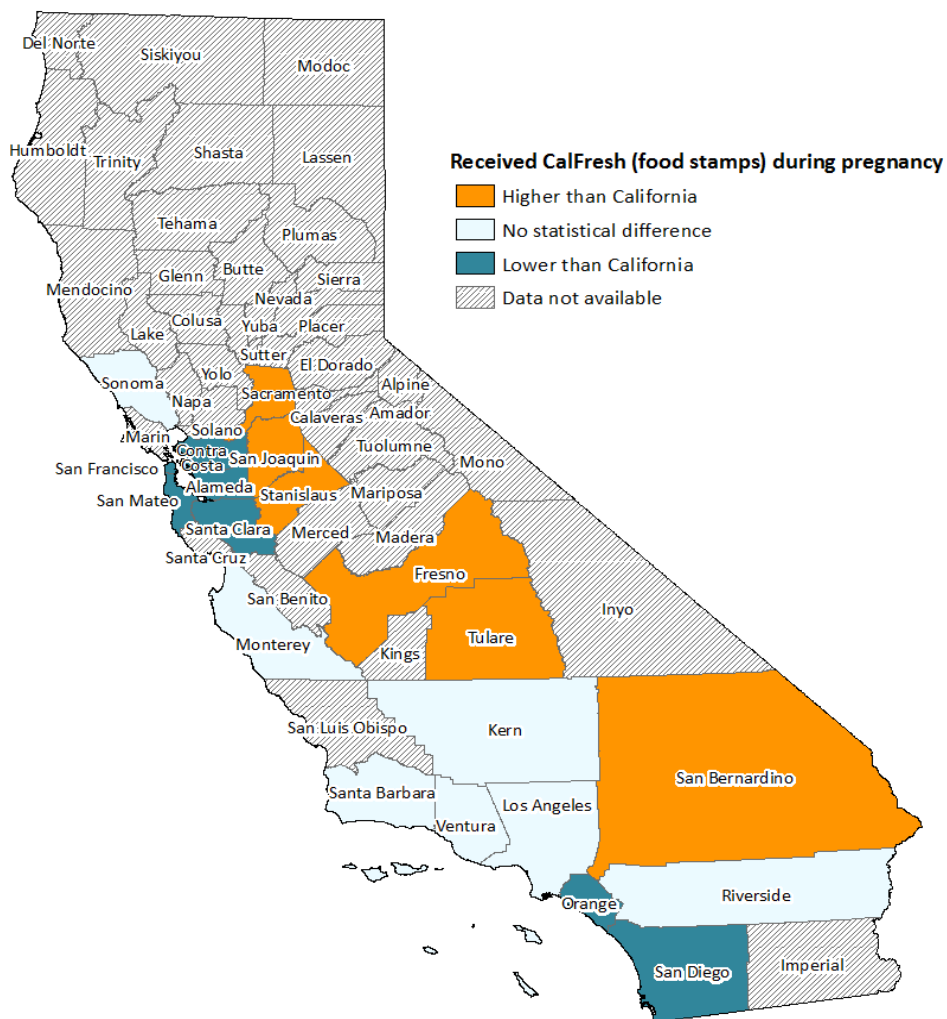 Del Norte
Siskiyou
Modoc
Humboldt
Trinity
Shasta
Lassen
Received CalFresh (food stamps) during pregnancy
Higher than California
No statistical difference
Lower than California
Data not available
Tehama
Plumas
Glenn
Butte
Sierra
Mendocino
Nevada
Lake
Colusa
Yuba
Placer
Sutter
El Dorado
Yolo
Sonoma
Napa
Sacramento
Alpine
Calaveras
Amador
Solano
Marin
Contra
Costa
San Joaquin
Tuolumne
Mono
San Francisco
Alameda
Stanislaus
Mariposa
San Mateo
Santa Clara
Merced
Madera
Santa Cruz
Fresno
San Benito
Inyo
Monterey
Kings
Tulare
San Luis Obispo
Kern
San Bernardino
Santa Barbara
Los Angeles
Ventura
Riverside
Orange
San Diego
Imperial